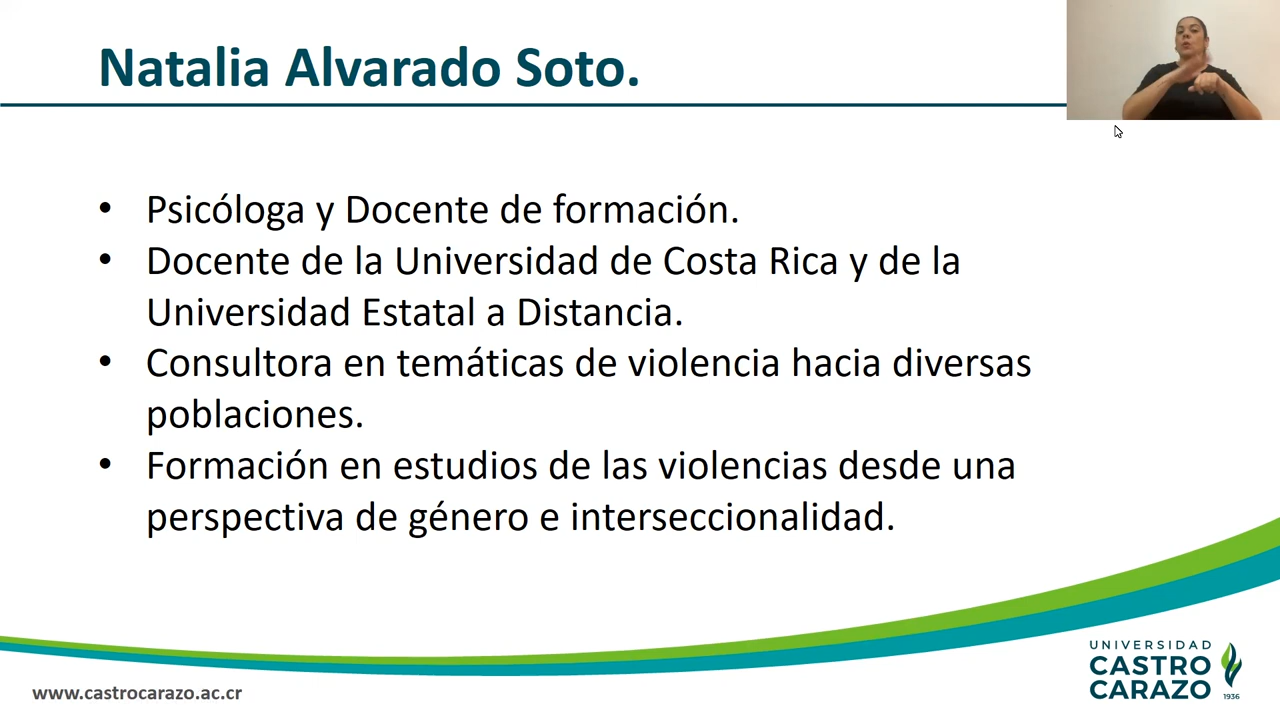 Natalia Alvarado Soto.
• Psicóloga y Docente de formación.
• Docente de la Universidad de Costa Rica y de la
Universidad Estatal a Distancia.
• Consultora en temáticas de violencia hacia diversas
poblaciones.
• Formación en estudios de las violencias desde una
perspectiva de género e interseccionalidad.
www.castrocarazo.ac.cr
UNIVERSIDAD
CASTRO
CARAZO
1936